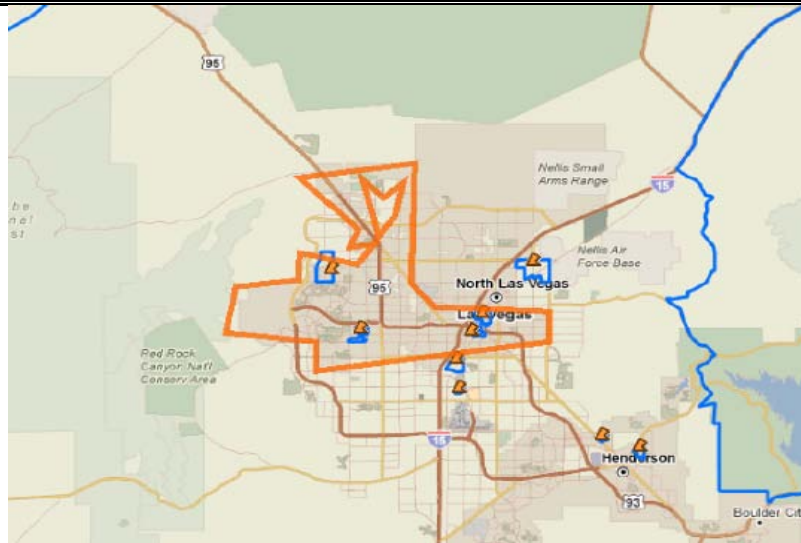 95
Nellis Small
Arms Range
15
Nellis Air
Force Base
North Las Vegas
95
Las Vegas
Red Rock
Canyon Nat'l
Conserv Area
15
Henderson
93
Boulder Cit